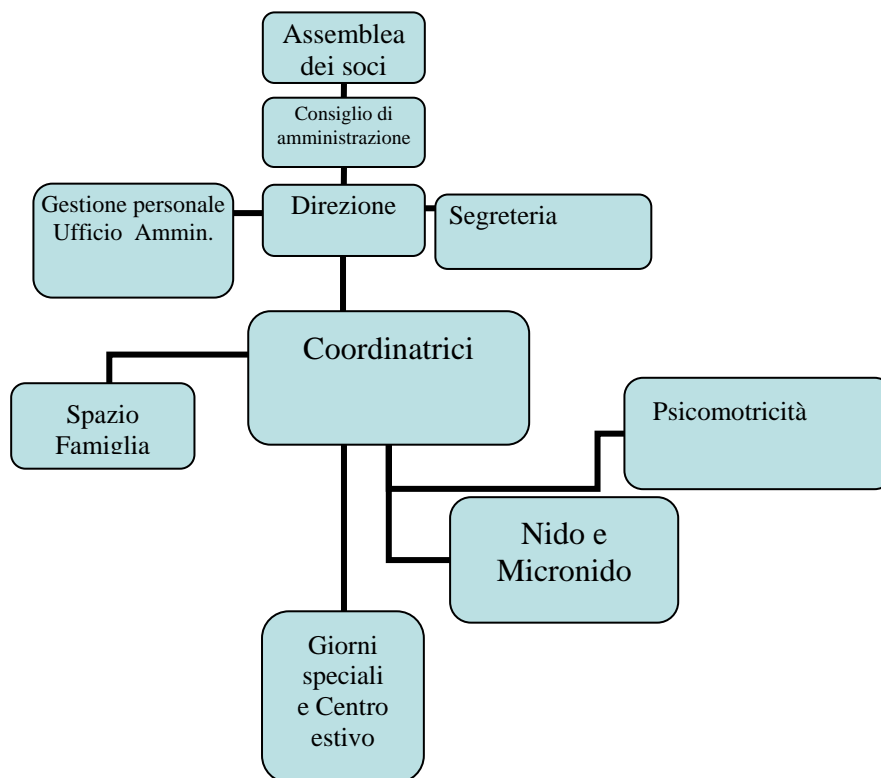 Assemblea
dei soci
Consiglio di
amministrazione
Gestione personale
Ufficio Ammin.
Direzione
Segreteria
Coordinatrici
Spazio
Famiglia
Psicomotricità
Nido e
Micronido
Giorni
speciali
e Centro
estivo